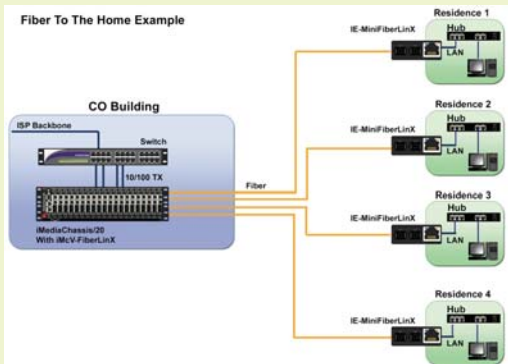 Fiber To The Home Example
CO Building
ISP Backbone
Switch
10/100 TX
iMediaChassis/20
With iMcV-FiberLinX
Fiber
Residence 1
IE-MiniFiberLinX
Hub
LAN
Residence 2
IE-MiniFiberLinX
Hub
LAN
Residence 3
IE-MiniFiberLinX
Hub
LAN
Residence 4
IE-MiniFiberLinX
Hub
LAN